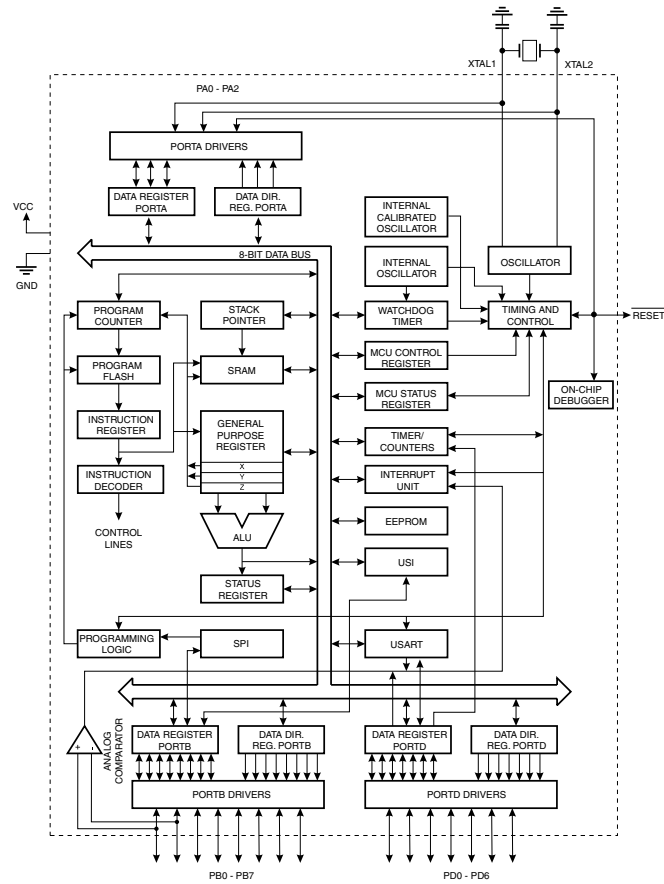 XTAL1
XTAL2
PA0 - PA2
PORTA DRIVERS
DATA REGISTER
PORTA
DATA DIR.
REG. PORTA
VCC
GND
8-BIT DATA BUS
INTERNAL
CALIBRATED
OSCILLATOR
INTERNAL
OSCILLATOR
OSCILLATOR
PROGRAM
COUNTER
STACK
POINTER
WATCHDOG
TIMER
TIMING AND
CONTROL
RESET
PROGRAM
FLASH
SRAM
MCU CONTROL
REGISTER
MCU STATUS
REGISTER
ON-CHIP
DEBUGGER
INSTRUCTION
REGISTER
GENERAL
PURPOSE
REGISTER
X
Y
Z
TIMER/
COUNTERS
INSTRUCTION
DECODER
INTERRUPT
UNIT
CONTROL
LINES
EEPROM
ALU
USI
STATUS
REGISTER
PROGRAMMING
LOGIC
SPI
USART
ANALOG
COMPARATOR
+
-
DATA REGISTER
PORTB
DATA DIR.
REG. PORTB
DATA REGISTER
PORTD
DATA DIR.
REG. PORTD
PORTB DRIVERS
PORTD DRIVERS
PB0 - PB7
PD0 - PD6